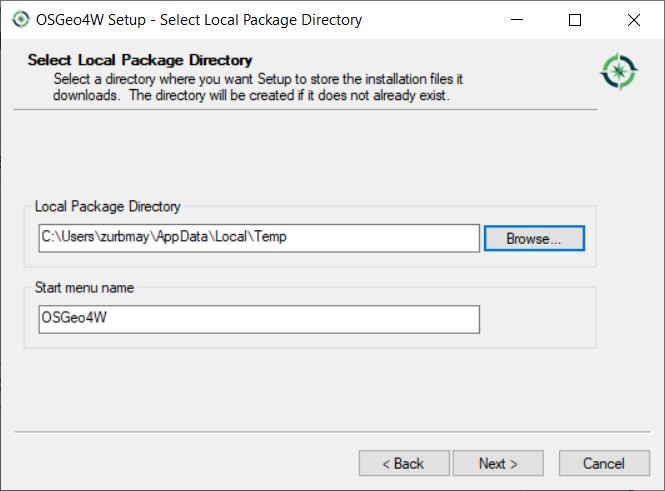 OSGeo4W Setup - Select Local Package Directory
Select Local Package Directory
Select a directory where you want Setup to store the installation files it
downloads. The directory will be created if it does not already exist.
Local Package Directory
C:\Users\zurbmay\AppData\Local\Temp
Browse...
Start menu name
OSGeo4W
< Back
Next >
Cancel